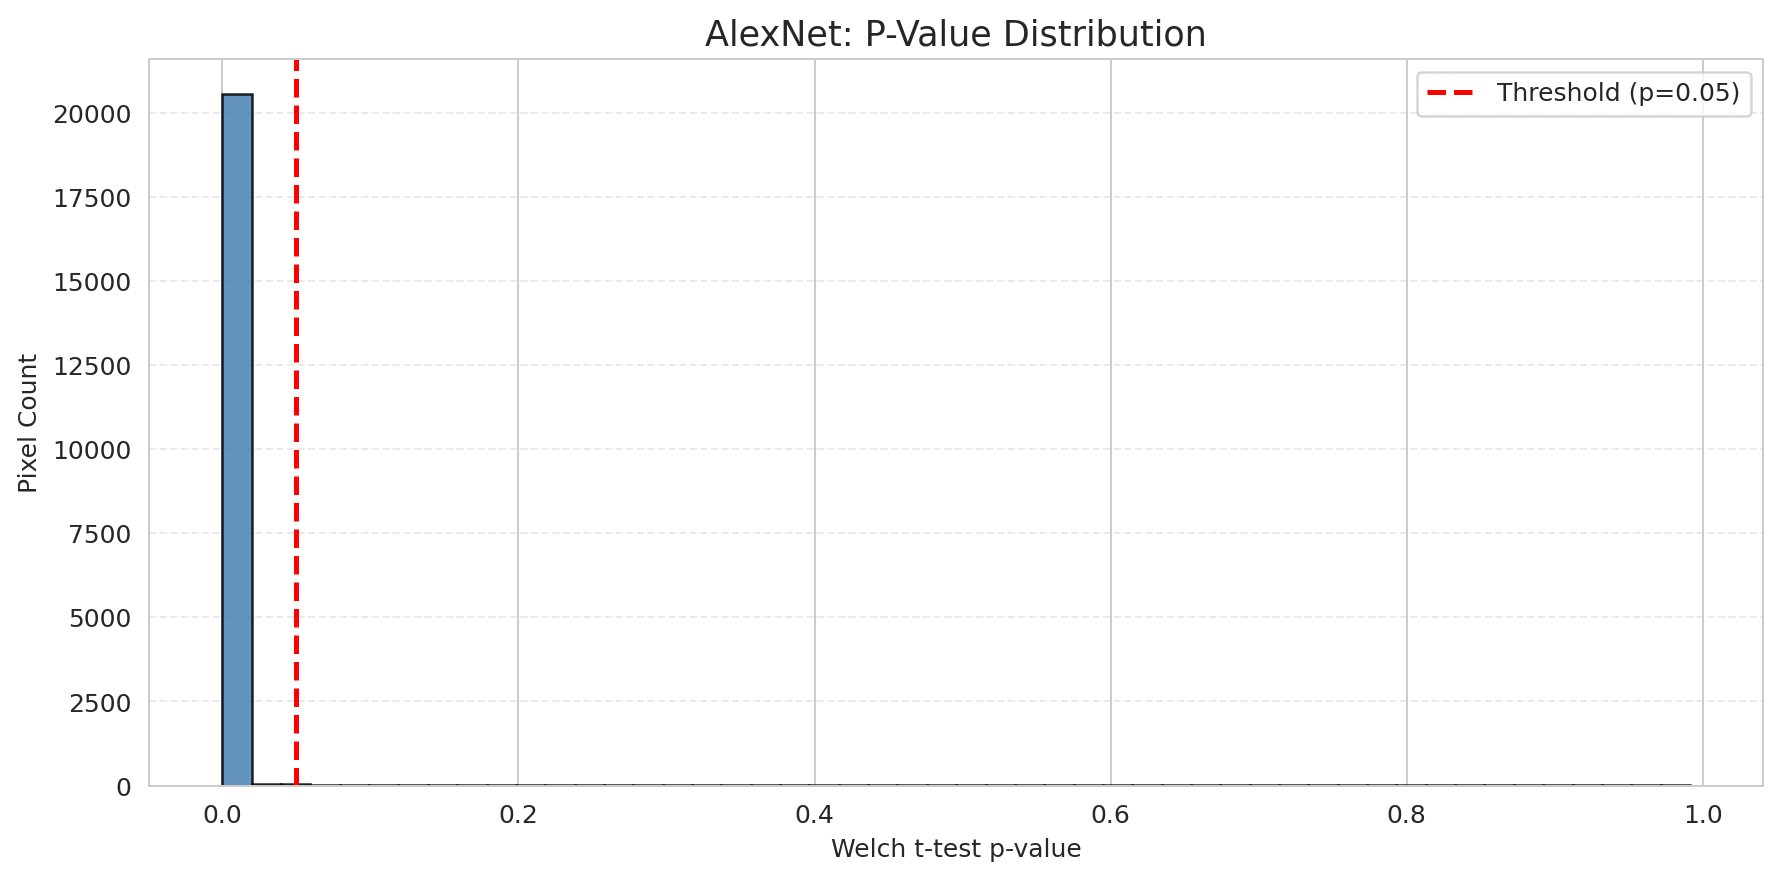 AlexNet: P-Value Distribution
Threshold (p=0.05)
20000
17500
15000
12500
10000
7500
5000
2500
0
Pixel Count
0.0 0.2 0.4 0.6 0.8 1.0
Welch t-test p-value